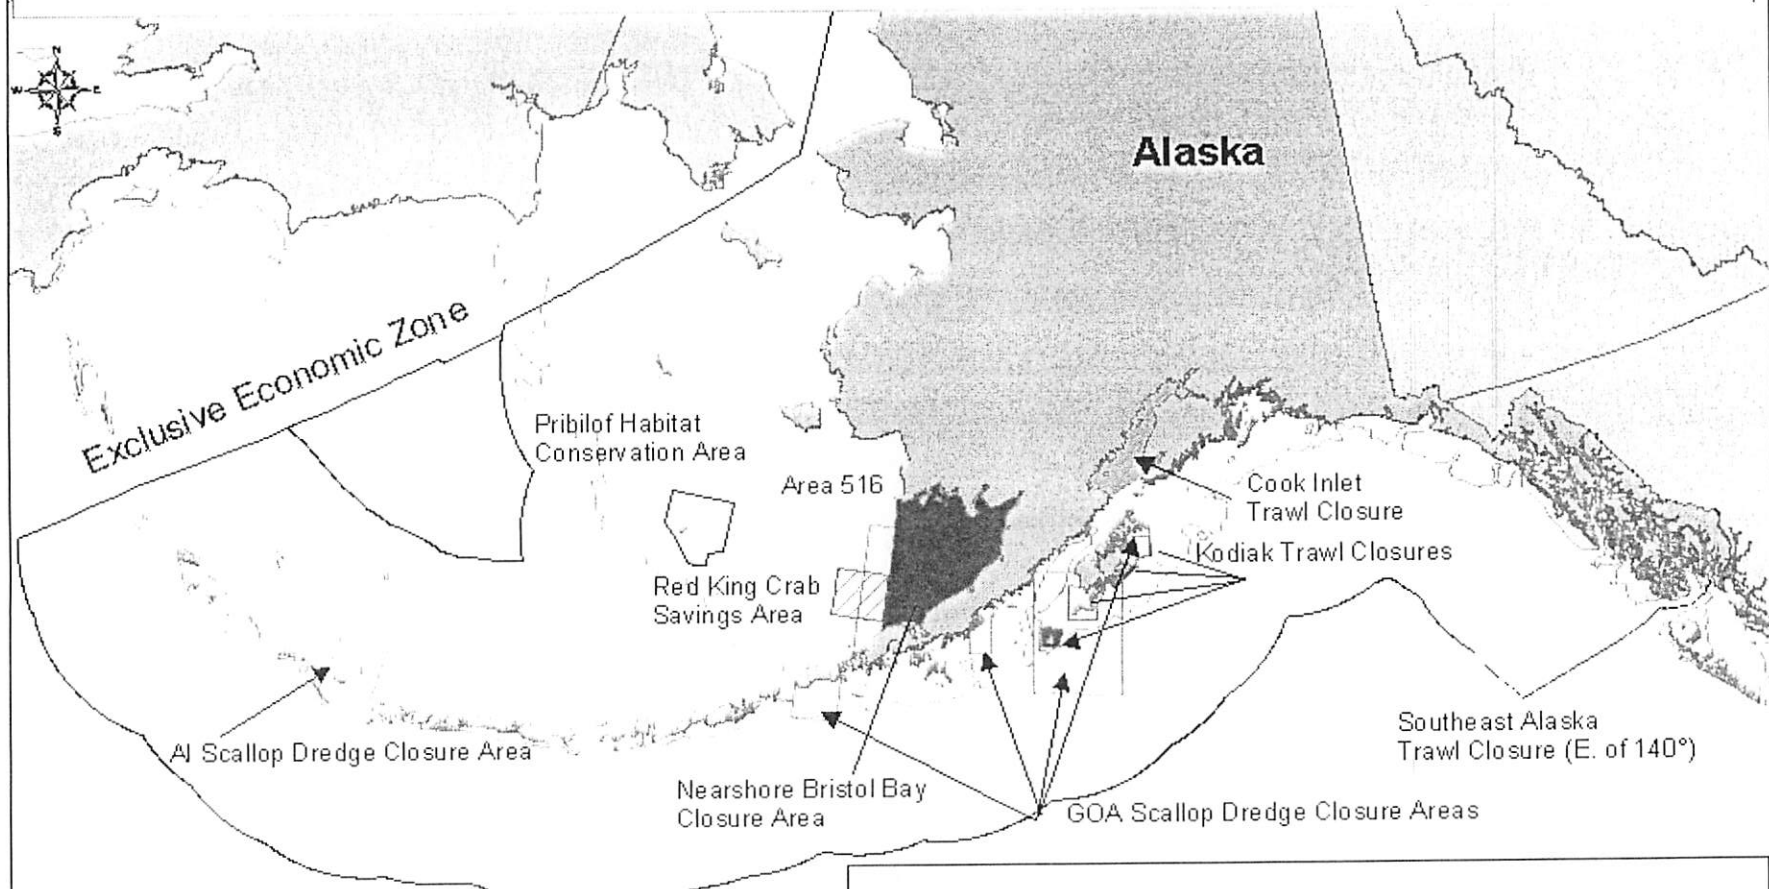 N
W E
S
Alaska
Exclusive Economic Zone
Pribilof Habitat
Conservation Area
Area 516
Cook Inlet
Trawl Closure
Kodiak Trawl Closures
Red King Crab
Savings Area
AI Scallop Dredge Closure Area
Nearshore Bristol Bay
Closure Area
GOA Scallop Dredge Closure Areas
Southeast Alaska
Trawl Closure (E. of 140°)